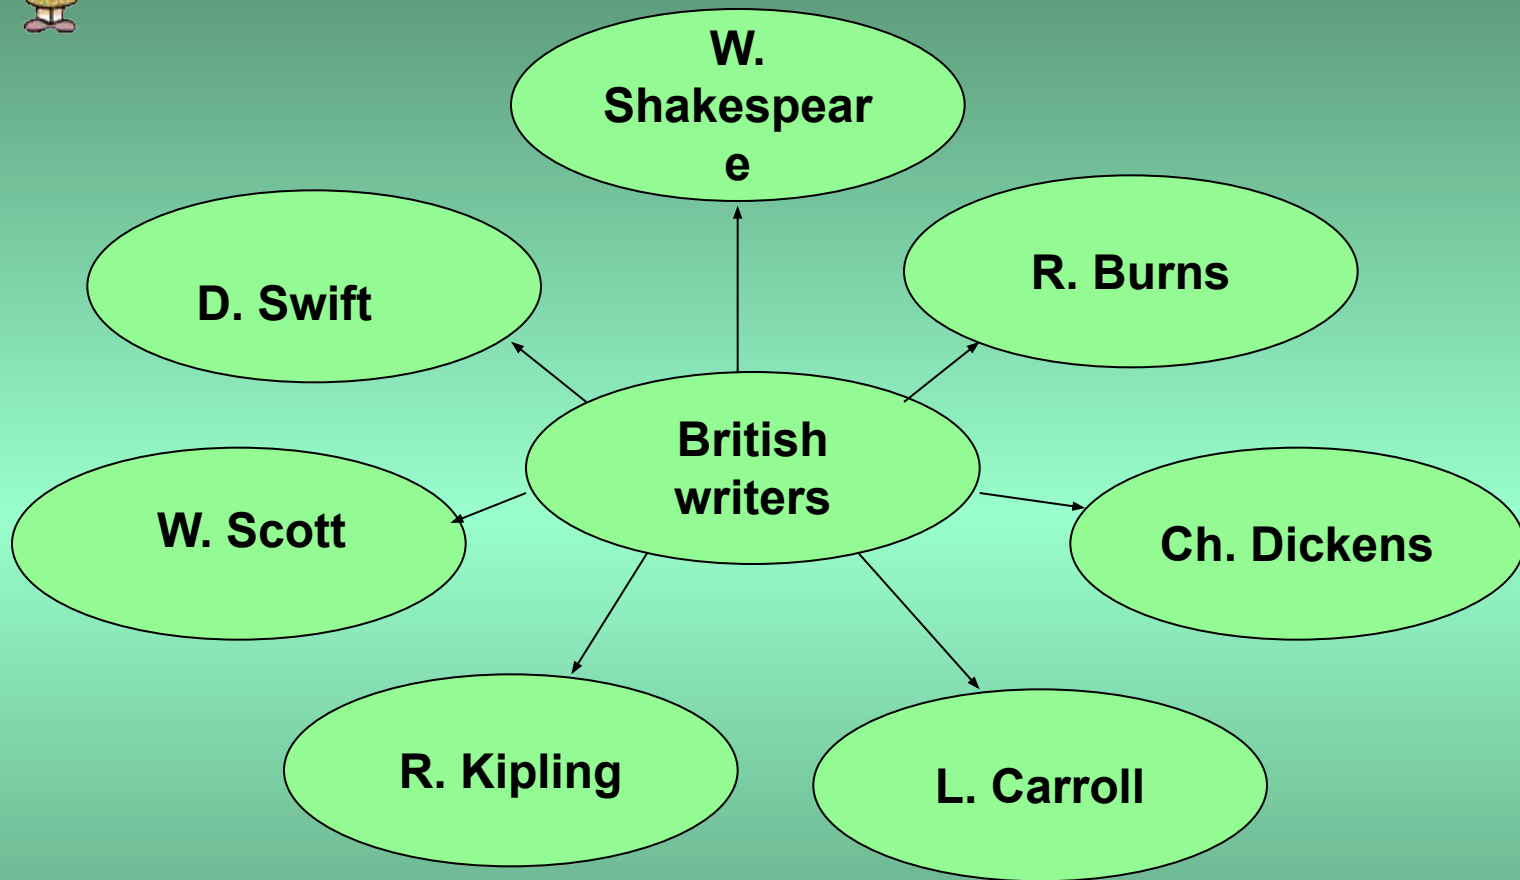 W.
Shakespear
e
D. Swift
R. Burns
British
writers
W. Scott
Ch. Dickens
R. Kipling
L. Carroll